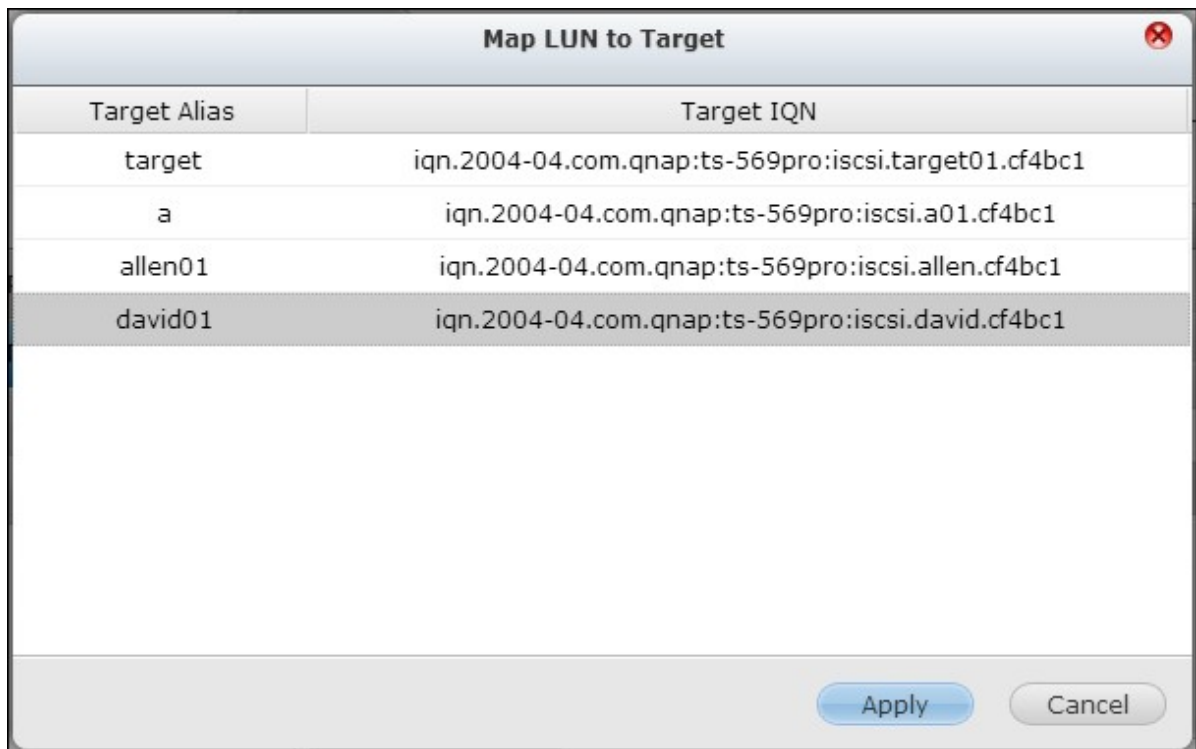 Map LUN to Target
Target Alias Target IQN
target iqn.2004-04.com.qnap:ts-569pro:iscsi.target01.cf4bc1
a iqn.2004-04.com.qnap:ts-569pro:iscsi.a01.cf4bc1
allen01 iqn.2004-04.com.qnap:ts-569pro:iscsi.allen.cf4bc1
david01 iqn.2004-04.com.qnap:ts-569pro:iscsi.david.cf4bc1
Apply Cancel